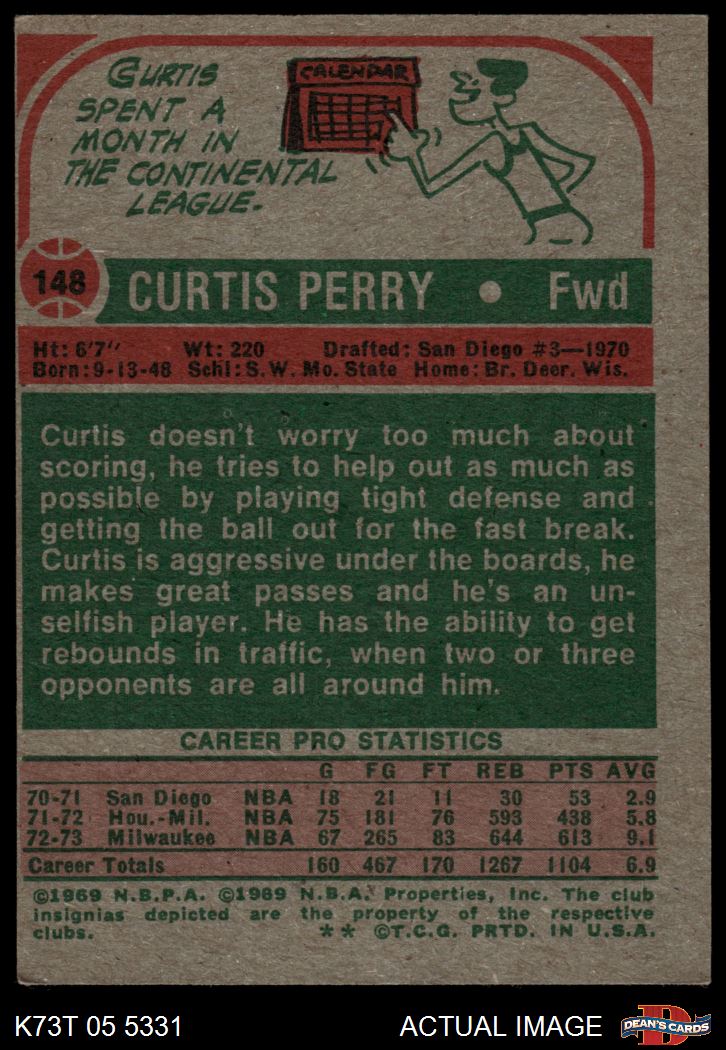 CURTIS
SPENT A
MONTH IN
THE CONTINENTAL
LEAGUE.
CALENDAR
148
CURTIS PERRY • Fwd
Ht: 6'7" Wt: 220 Drafted: San Diego #3—1970
Born: 9-13-48 Schl: S.W. Mo. State Home: Br. Deer, Wis.
Curtis doesn't worry too much about
scoring, he tries to help out as much as
possible by playing tight defense and
getting the ball out for the fast break.
Curtis is aggressive under the boards, he
makes great passes and he's an un-
selfish player. He has the ability to get
rebounds in traffic, when two or three
opponents are all around him.
CAREER PRO STATISTICS
G FG FT REB PTS AVG
70-71 San Diego NBA 18 21 11 30 53 2.9
71-72 Hou.-Mil. NBA 75 181 76 593 438 5.8
72-73 Milwaukee NBA 67 265 83 644 613 9.1
Career Totals 160 467 170 1267 1104 6.9
©1969 N.B.P.A. ©1969 N.B.A. Properties, Inc. The club
insignias depicted are the property of the respective
clubs. ** ©T.C.G. PRTD. IN U.S.A.
K73T 05 5331 ACTUAL IMAGE
D
DEAN'S CARDS